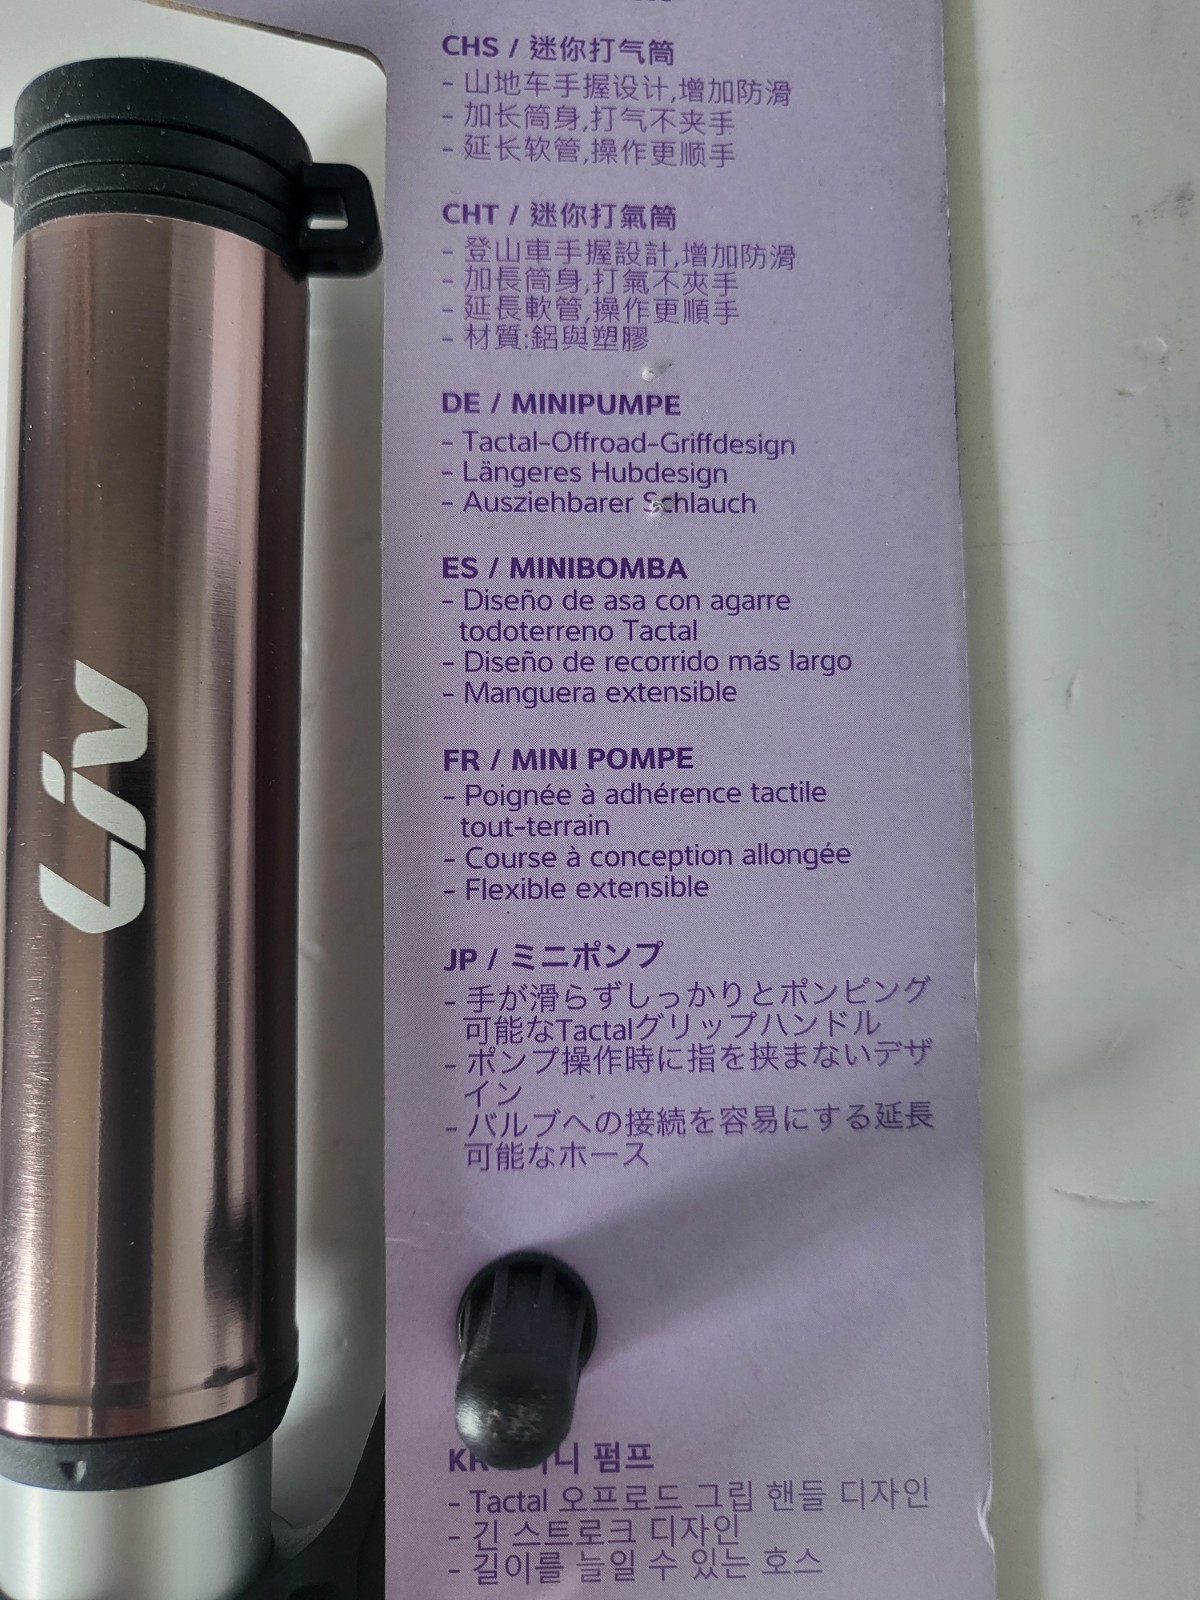 Liv
CHS / 迷你打气筒
- 山地车手握设计,增加防滑
- 加长筒身,打气不夹手
- 延长软管,操作更顺手
CHT / 迷你打氣筒
- 登山車手握設計,增加防滑
- 加長筒身,打氣不夾手
- 延長軟管,操作更順手
- 材質:鋁與塑膠
DE / MINIPUMPE
- Tactal-Offroad-Griffdesign
- Längeres Hubdesign
- Ausziehbarer Schlauch
ES / MINIBOMBA
- Diseño de asa con agarre
todoterreno Tactal
- Diseño de recorrido más largo
- Manguera extensible
FR / MINI POMPE
- Poignée à adhérence tactile
tout-terrain
- Course à conception allongée
- Flexible extensible
JP / ミニポンプ
- 手が滑らずしっかりとポンピング
可能なTactalグリップハンドル
- ポンプ操作時に指を挟まないデザ
イン
- バルブへの接続を容易にする延長
可能なホース
KR 니 펌프
- Tactal 오프로드 그립 핸들 디자인
- 긴 스트로크 디자인
- 길이를 늘일 수 있는 호스